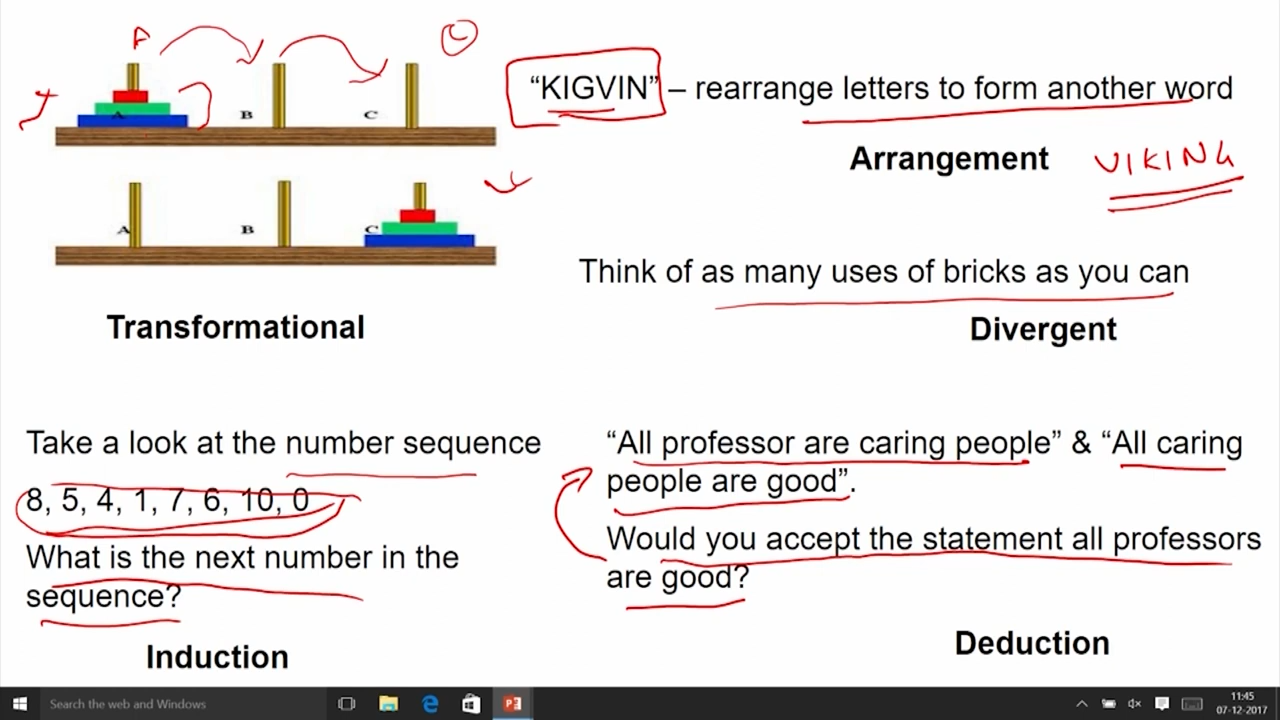 A
C
"KIGVIN" – rearrange letters to form another word
A B C
Arrangement VIKING
A B C
Think of as many uses of bricks as you can
Transformational
Divergent
Take a look at the number sequence
8, 5, 4, 1, 7, 6, 10, 0
What is the next number in the
sequence?
Induction
"All professor are caring people" & "All caring
people are good".
Would you accept the statement all professors
are good?
Deduction
Search the web and Windows
11:45
07-12-2017